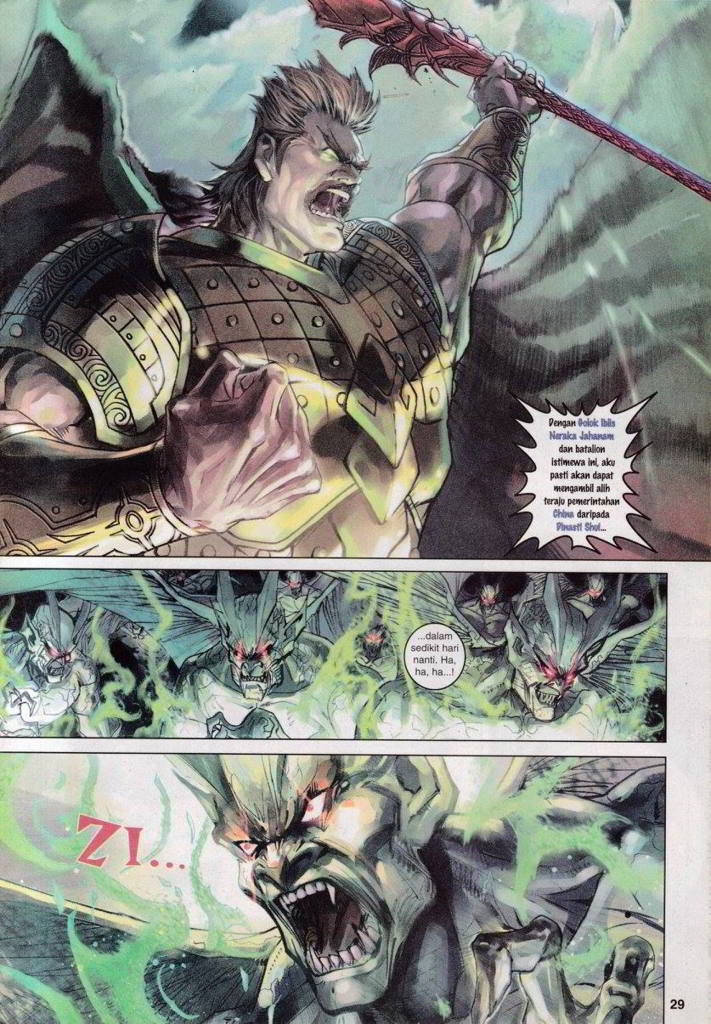 Dengan Golok Iblis
Neraka Jahanam
dan batalion
istimewa ini, aku
pasti akan dapat
mengambil alih
teraju pemerintahan
China daripada
Dinasti Shui...
...dalam
sedikit hari
nanti. Ha,
ha, ha...!
ZI...
29